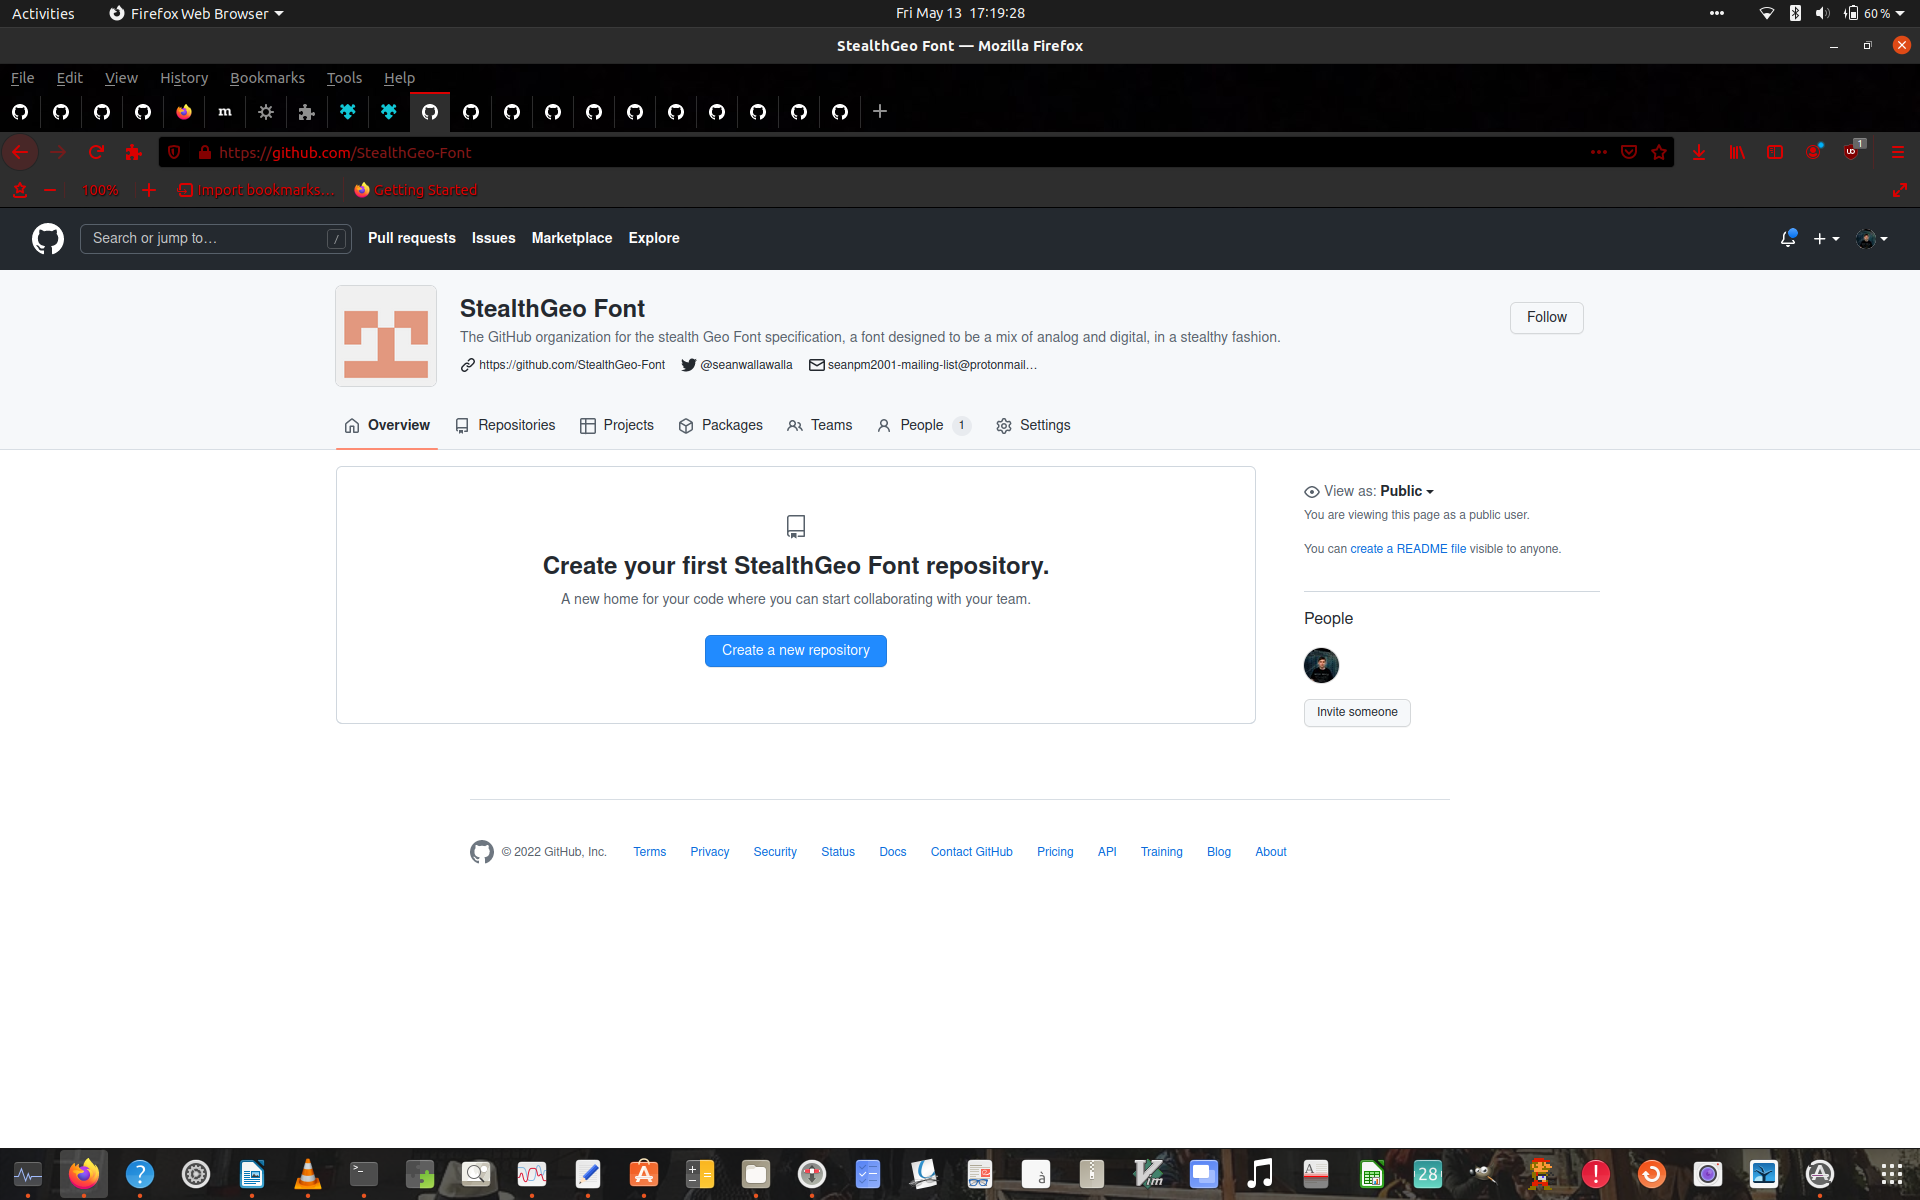 Activities Firefox Web Browser Fri May 13 17:19:28 60 %
StealthGeo Font — Mozilla Firefox
File Edit View History Bookmarks Tools Help
m
https://github.com/StealthGeo-Font 1
100% Import bookmarks... Getting Started
Search or jump to... / Pull requests Issues Marketplace Explore
StealthGeo Font
Follow
The GitHub organization for the stealth Geo Font specification, a font designed to be a mix of analog and digital, in a stealthy fashion.
https://github.com/StealthGeo-Font @seanwallawalla seanpm2001-mailing-list@protonmail...
Overview Repositories Projects Packages Teams People 1 Settings
View as: Public
You are viewing this page as a public user.
You can create a README file visible to anyone.
Create your first StealthGeo Font repository.
A new home for your code where you can start collaborating with your team.
Create a new repository
People
Invite someone
© 2022 GitHub, Inc. Terms Privacy Security Status Docs Contact GitHub Pricing API Training Blog About
28